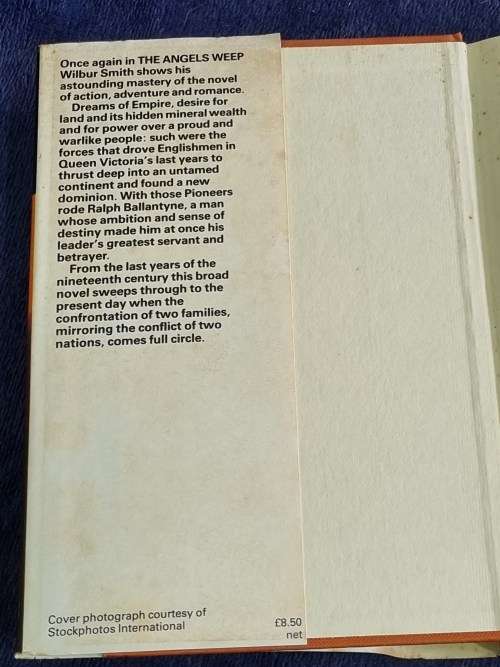 Once again in THE ANGELS WEEP
Wilbur Smith shows his
astounding mastery of the novel
of action, adventure and romance.
Dreams of Empire, desire for
land and its hidden mineral wealth
and for power over a proud and
warlike people: such were the
forces that drove Englishmen in
Queen Victoria's last years to
thrust deep into an untamed
continent and found a new
dominion. With those Pioneers
rode Ralph Ballantyne, a man
whose ambition and sense of
destiny made him at once his
leader's greatest servant and
betrayer.
From the last years of the
nineteenth century this broad
novel sweeps through to the
present day when the
confrontation of two families,
mirroring the conflict of two
nations, comes full circle.
Cover photograph courtesy of
Stockphotos International
£8.50
net